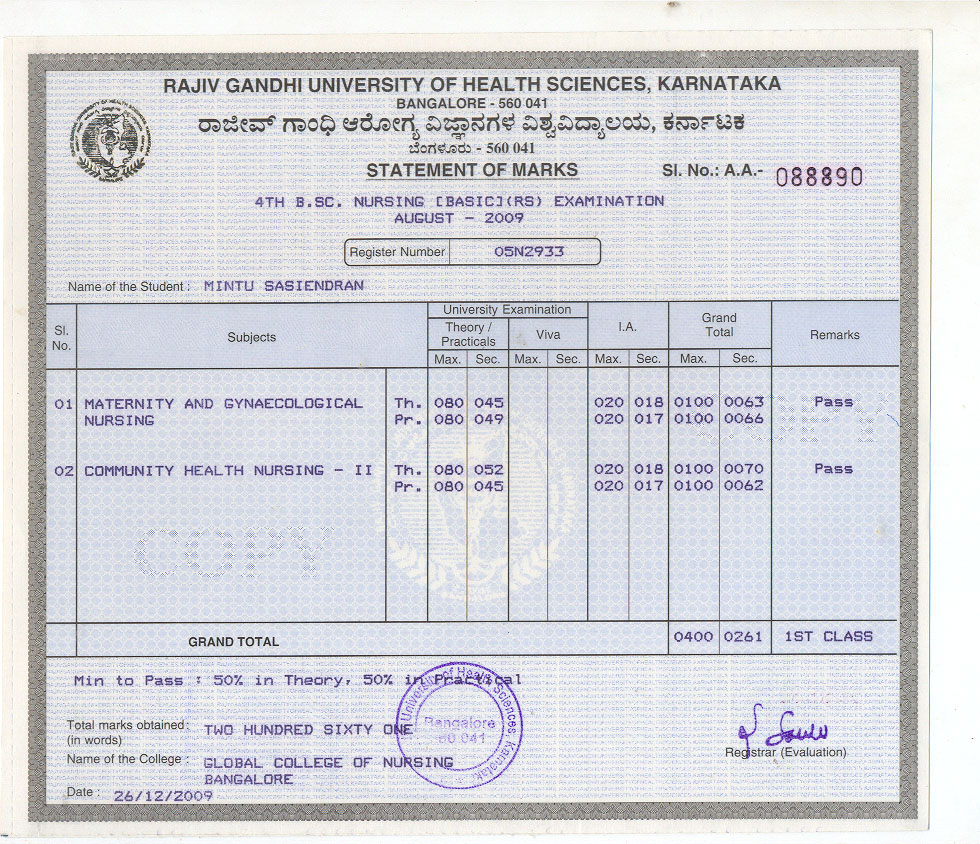 RAJIV GANDHI UNIVERSITY OF HEALTH SCIENCES, KARNATAKA
BANGALORE - 560 041
ರಾಜೀವ್ ಗಾಂಧಿ ಆರೋಗ್ಯ ವಿಜ್ಞಾನಗಳ ವಿಶ್ವವಿದ್ಯಾಲಯ, ಕರ್ನಾಟಕ
ಬೆಂಗಳೂರು - 560 041
STATEMENT OF MARKS
Sl. No.: A.A.- 088890
4TH B.SC. NURSING [BASIC](RS) EXAMINATION
AUGUST - 2009
Register Number 05N2933
Name of the Student : MINTU SASIENDRAN
Sl. No. Subjects University Examination I.A. Grand Total Remarks
Theory / Practicals Viva
Max. Sec. Max. Sec. Max. Sec. Max. Sec.
01 MATERNITY AND GYNAECOLOGICAL Th. 080 045 020 018 0100 0063 Pass
NURSING Pr. 080 049 020 017 0100 0066
02 COMMUNITY HEALTH NURSING - II Th. 080 052 020 018 0100 0070 Pass
Pr. 080 045 020 017 0100 0062
COPY
COPY
GRAND TOTAL 0400 0261 1ST CLASS
Min to Pass : 50% in Theory, 50% in Practical
Total marks obtained : TWO HUNDRED SIXTY ONE
(in words)
Name of the College : GLOBAL COLLEGE OF NURSING
BANGALORE
Date : 26/12/2009
University of Health Sciences Karnatak
Bangalore
Registrar (Evaluation)